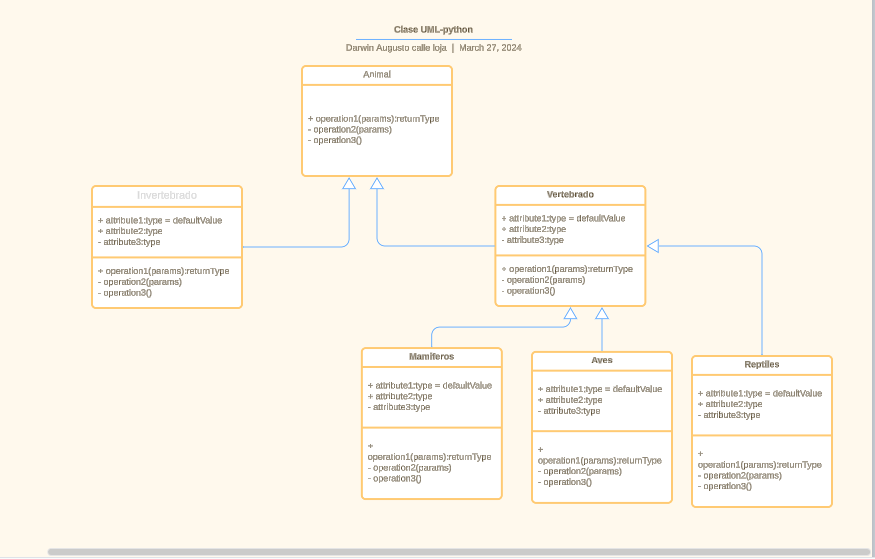 Clase UML-python
Darwin Augusto calle loja | March 27, 2024
Animal
+ operation1(params):returnType
- operation2(params)
- operation3()
Invertebrado
+ attribute1:type = defaultValue
+ attribute2:type
- attribute3:type
+ operation1(params):returnType
- operation2(params)
- operation3()
Vertebrado
+ attribute1:type = defaultValue
+ attribute2:type
- attribute3:type
+ operation1(params):returnType
- operation2(params)
- operation3()
Mamiferos
+ attribute1:type = defaultValue
+ attribute2:type
- attribute3:type
+
operation1(params):returnType
- operation2(params)
- operation3()
Aves
+ attribute1:type = defaultValue
+ attribute2:type
- attribute3:type
+
operation1(params):returnType
- operation2(params)
- operation3()
Reptiles
+ attribute1:type = defaultValue
+ attribute2:type
- attribute3:type
+
operation1(params):returnType
- operation2(params)
- operation3()